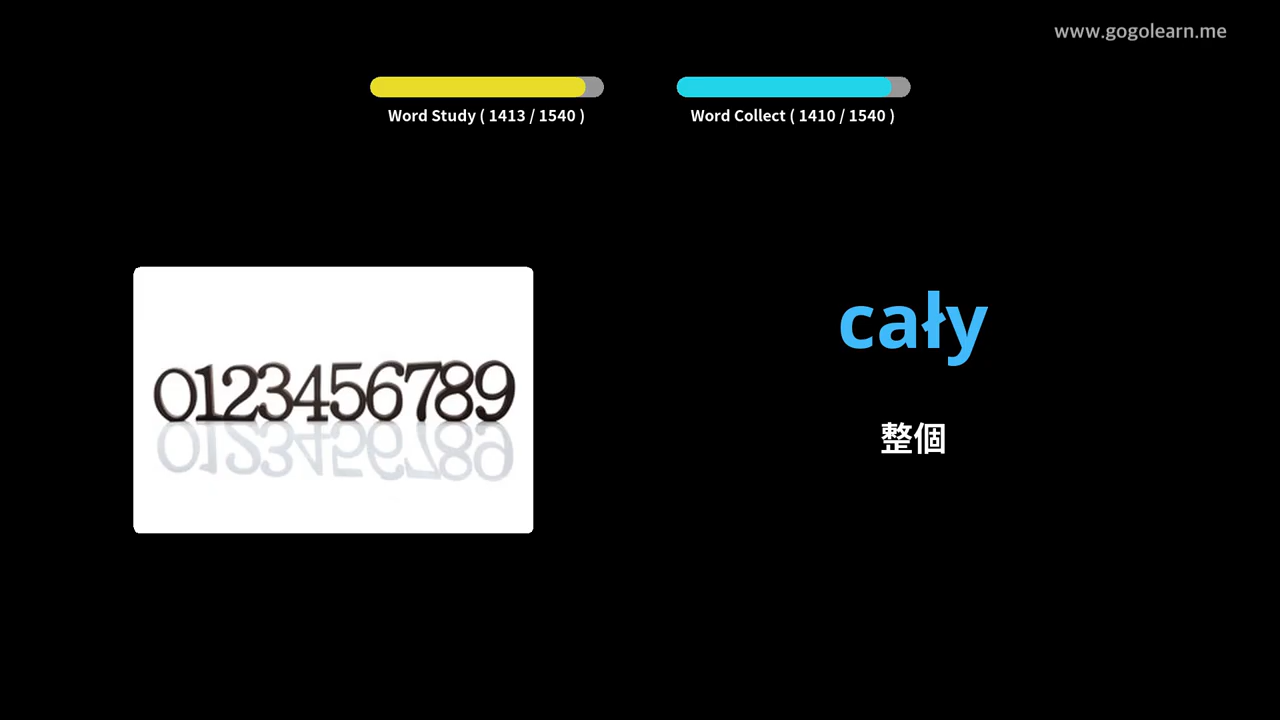 www.gogolearn.me
Word Study ( 1413 / 1540 )
Word Collect ( 1410 / 1540 )
0123456789
cały
整個